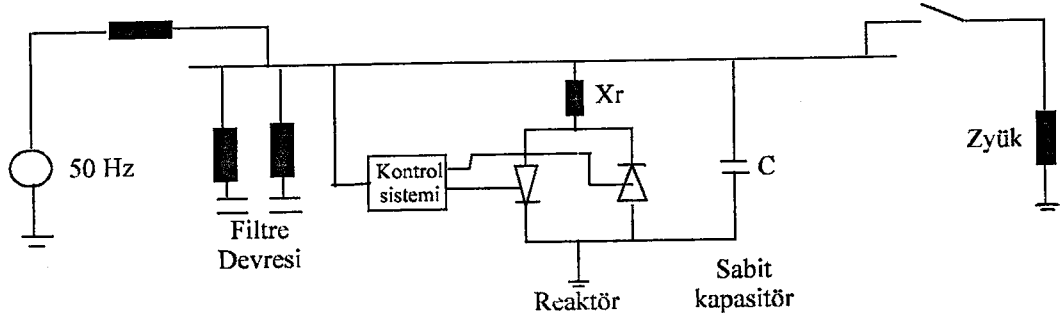 Xr
Zyük
50 Hz
Kontrol
sistemi
C
Filtre
Devresi
Reaktör
Sabit
kapasitör